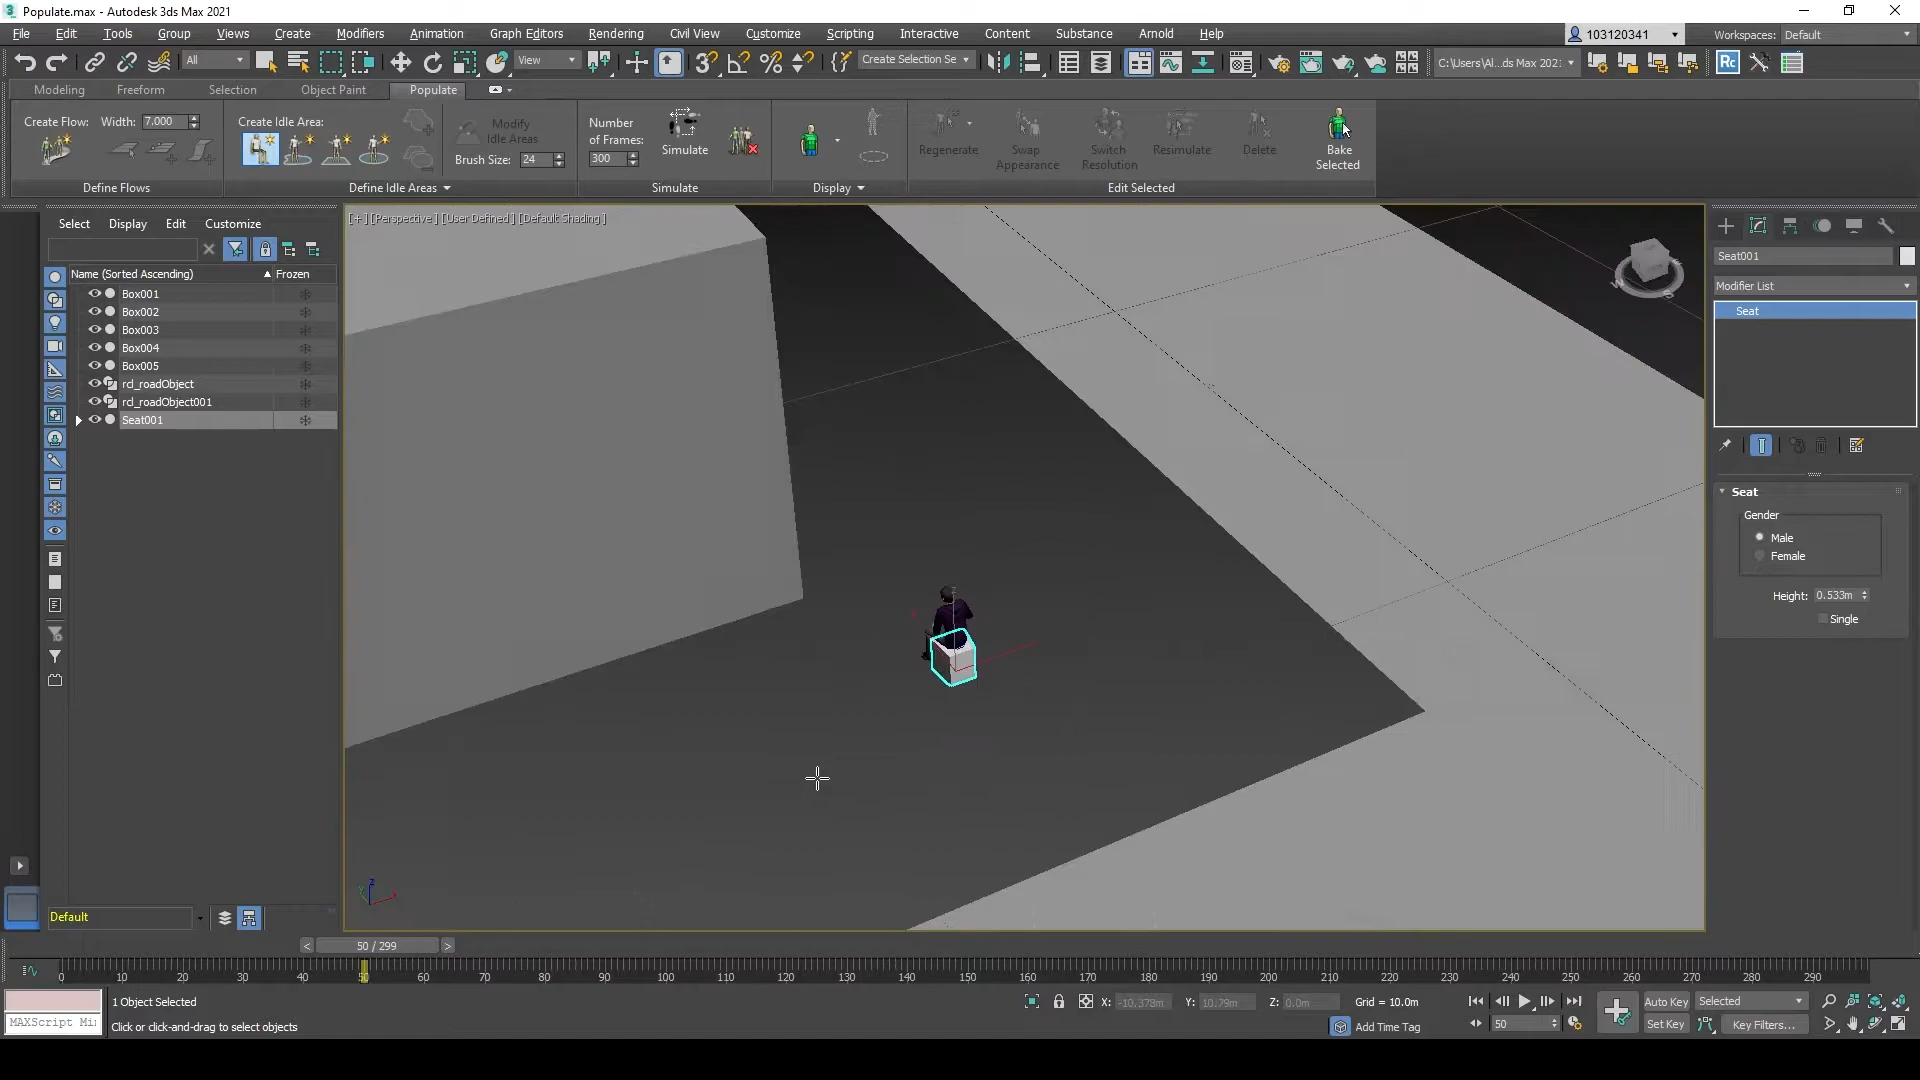 Populate.max - Autodesk 3ds Max 2021
File Edit Tools Group Views Create Modifiers Animation Graph Editors Rendering Civil View Customize Scripting Interactive Content Substance Arnold Help 103120341 Workspaces: Default
All View Create Selection Se C:\Users\Al...ds Max 202: Rc
Modeling Freeform Selection Object Paint Populate
Create Flow: Width: 7.000 Create Idle Area:
Modify Idle Areas
Brush Size: 24
Number of Frames:
300
Simulate
Regenerate
Swap Appearance
Switch Resolution
Resimulate
Delete
Bake Selected
Define Flows Define Idle Areas Simulate Display Edit Selected
Select Display Edit Customize
Name (Sorted Ascending) Frozen
Box001
Box002
Box003
Box004
Box005
rcl_roadObject
rcl_roadObject001
Seat001
Default
[+] [Perspective] [User Defined] [Default Shading]
Seat001
Modifier List
Seat
Seat
Gender
Male
Female
Height: 0.533m
Single
< 50 / 299 >
0 10 20 30 40 50 60 70 80 90 100 110 120 130 140 150 160 170 180 190 200 210 220 230 240 250 260 270 280 290
1 Object Selected X: -10.378m Y: 10.79m Z: 0.0m Grid = 10.0m Auto Key Selected
MAXScript Mi Click or click-and-drag to select objects Add Time Tag 50 Set Key Key Filters...